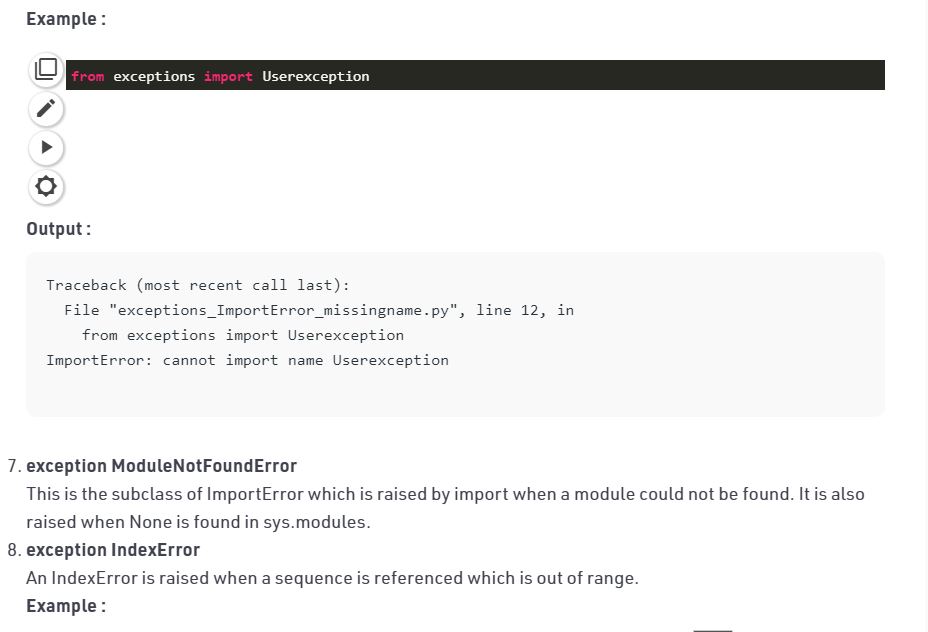 Example :
from exceptions import Userexception
Output :
Traceback (most recent call last):
  File "exceptions_ImportError_missingname.py", line 12, in
    from exceptions import Userexception
ImportError: cannot import name Userexception
7. exception ModuleNotFoundError
This is the subclass of ImportError which is raised by import when a module could not be found. It is also
raised when None is found in sys.modules.
8. exception IndexError
An IndexError is raised when a sequence is referenced which is out of range.
Example :